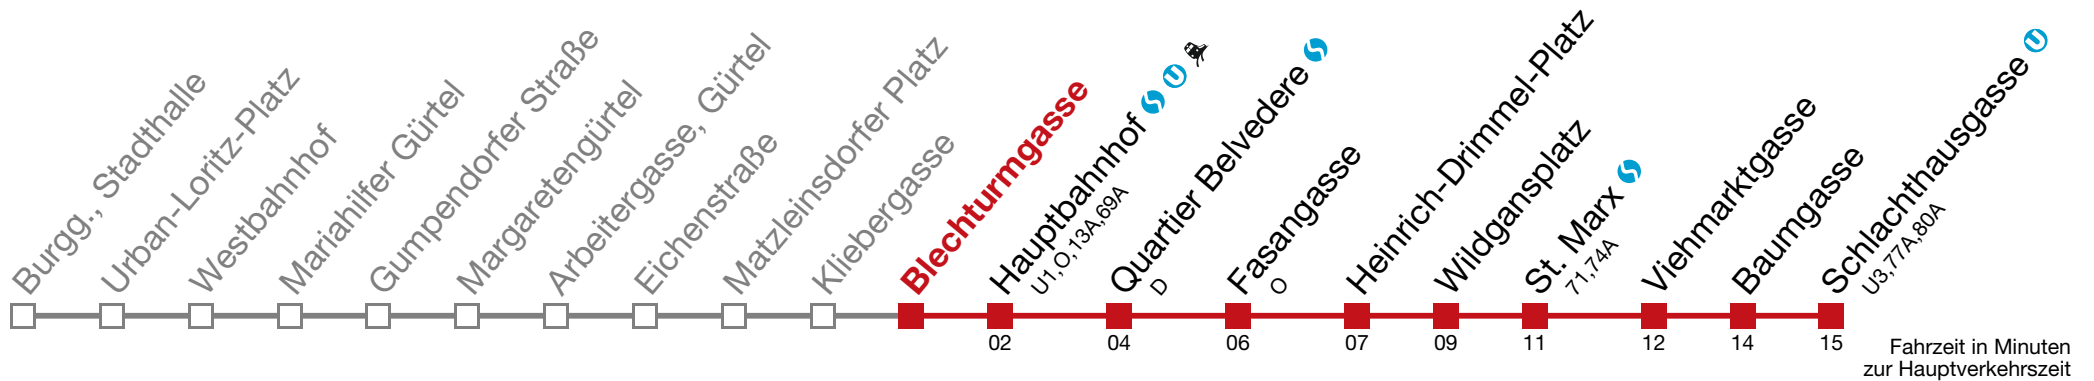 Burgg., Stadthalle
Urban-Loritz-Platz
Westbahnhof
Mariahilfer Gürtel
Gumpendorfer Straße
Margaretengürtel
Arbeitergasse, Gürtel
Eichenstraße
Matzleinsdorfer Platz
Kliebergasse
Blechturmgasse
Hauptbahnhof
U1,O,13A,69A
Quartier Belvedere
D
Fasangasse
O
Heinrich-Drimmel-Platz
Wildgansplatz
St. Marx
71,74A
Viehmarktgasse
Baumgasse
Schlachthausgasse
U3,77A,80A
02 04 06 07 09 11 12 14 15
Fahrzeit in Minuten
zur Hauptverkehrszeit